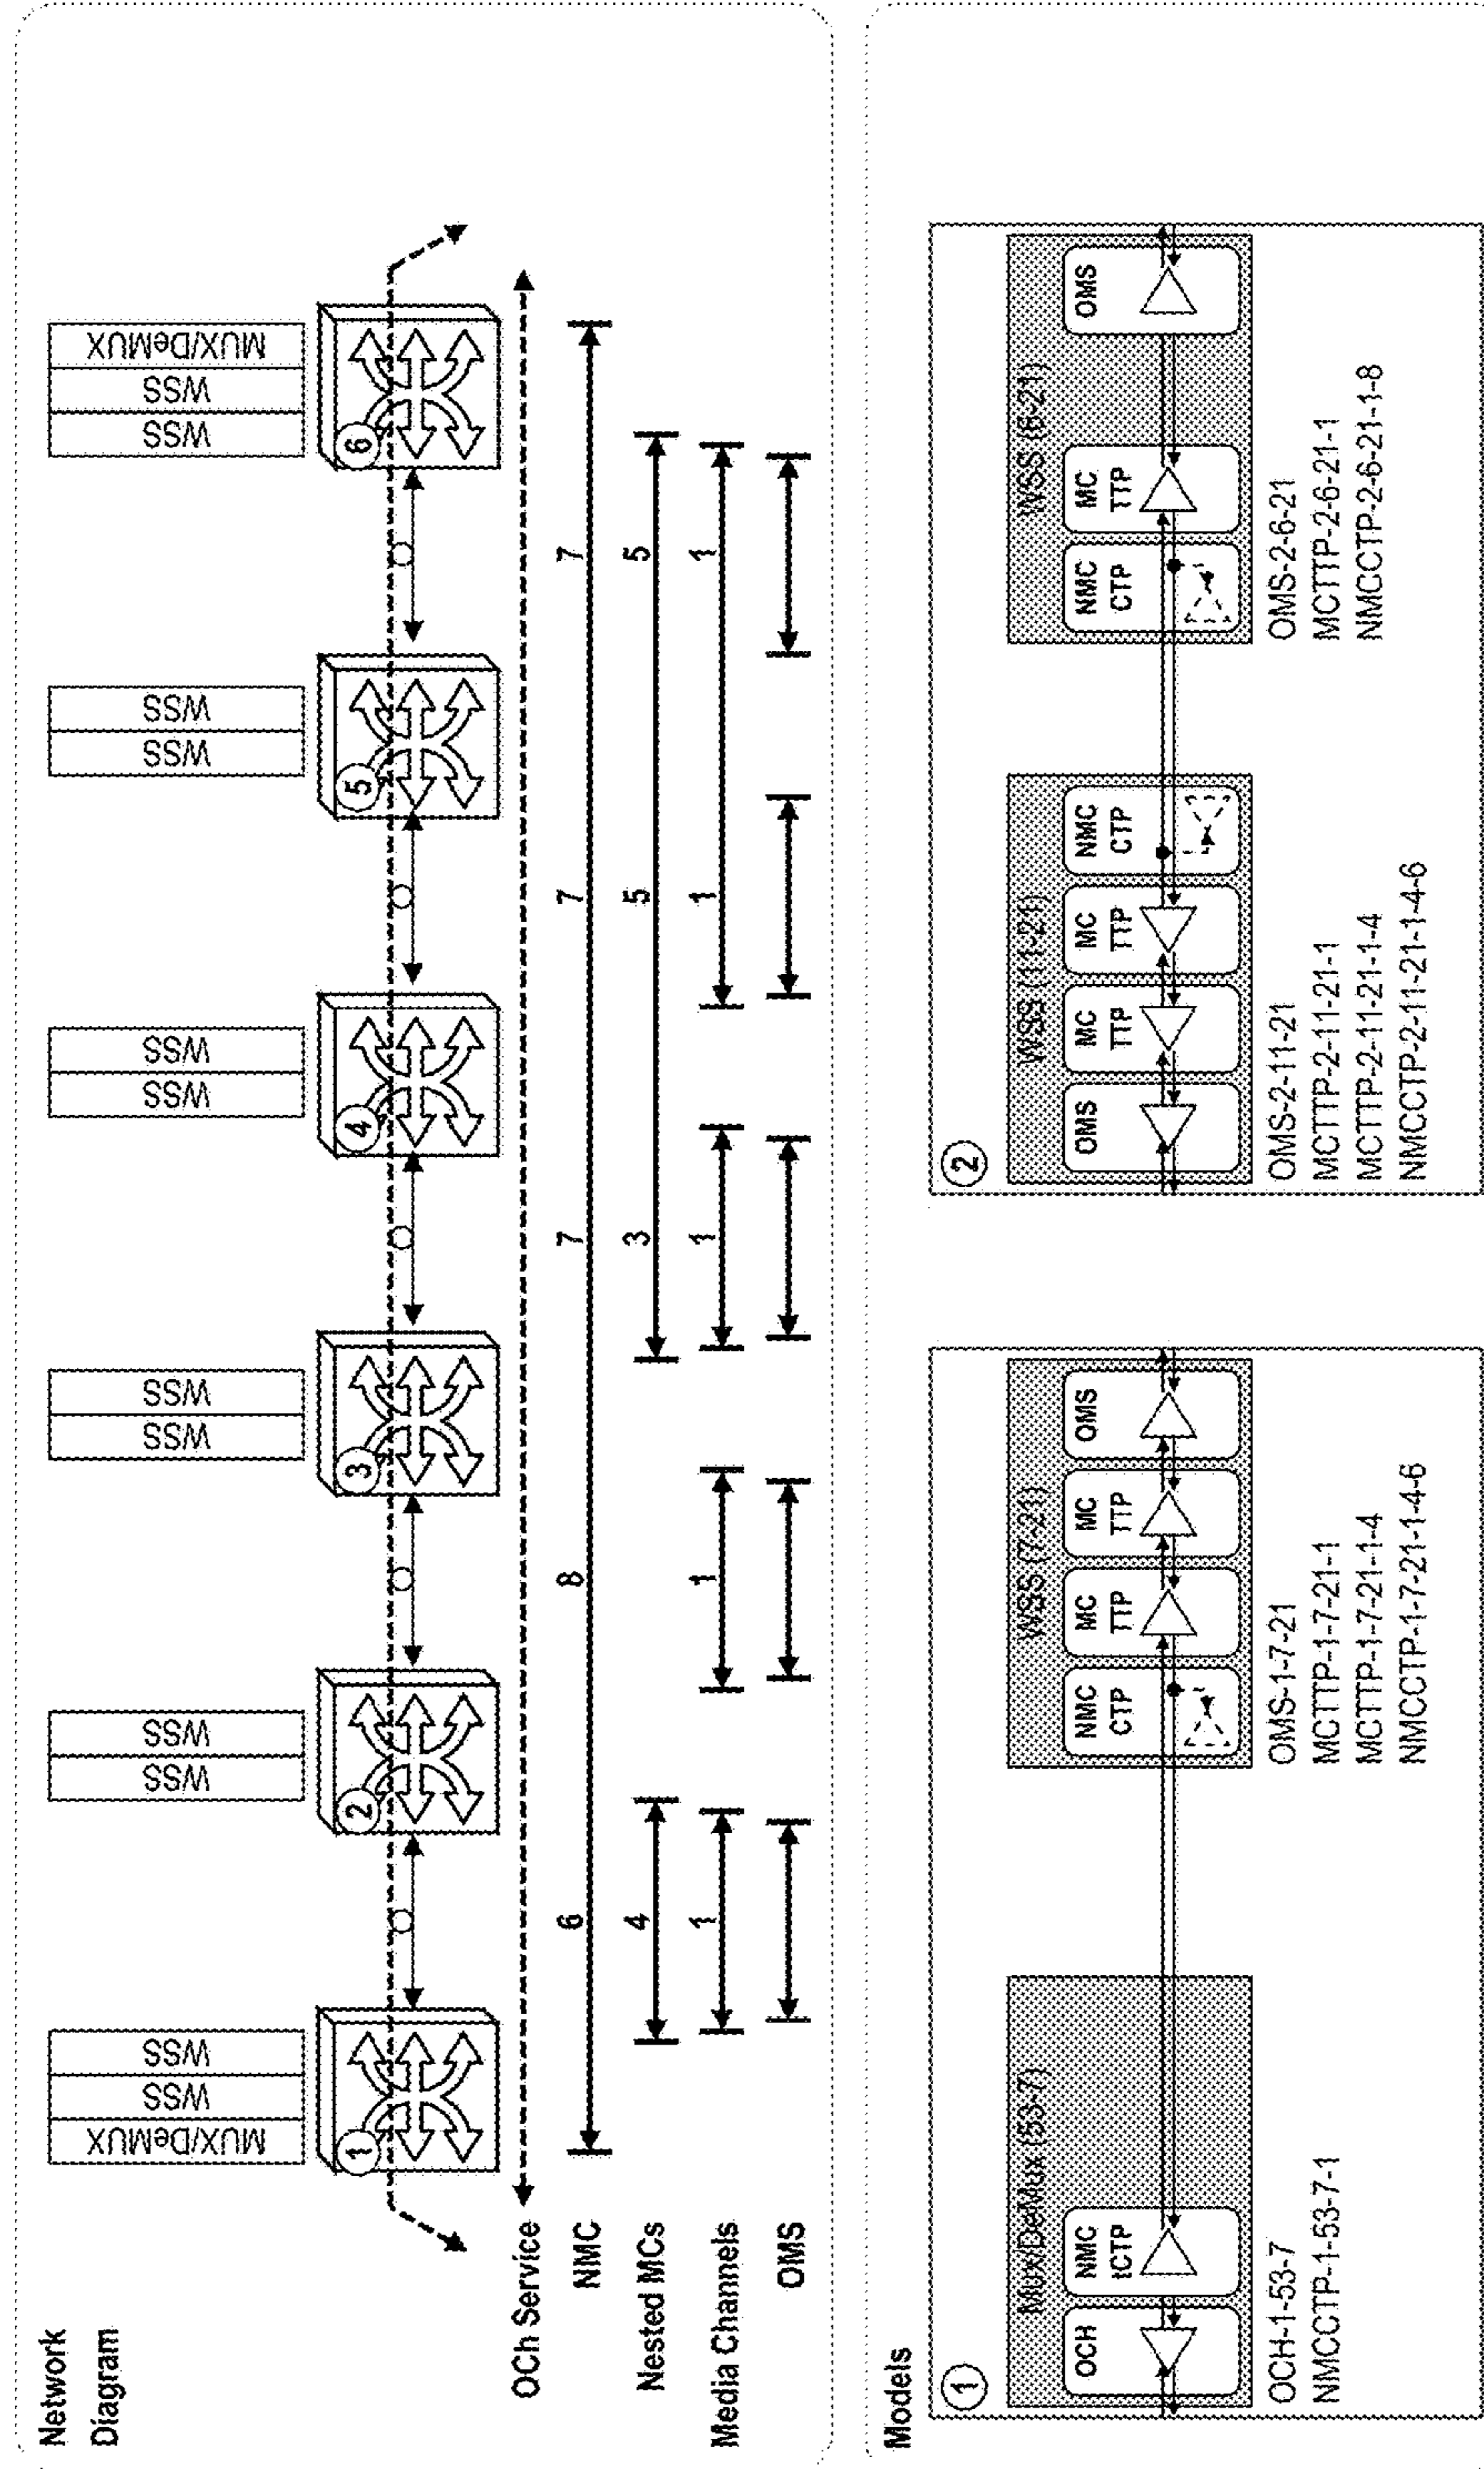 Network
Diagram
MUX/DeMUX
WSS
WSS
WSS
WSS
WSS
WSS
WSS
WSS
WSS
WSS
WSS
WSS
MUX/DeMUX
1
2
3
4
5
6
OCh Service
NMC
6
8
7
7
7
Nested MCs
4
3
5
5
Media Channels
1
1
1
1
1
OMS
Models
1
Mux/DeMux (53-7)
OCH
NMC
tCTP
OCH-1-53-7
NMCCTP-1-53-7-1
WSS (7-21)
NMC
CTP
MC
TTP
MC
TTP
OMS
OMS-1-7-21
MCTTP-1-7-21-1
MCTTP-1-7-21-1-4
NMCCTP-1-7-21-1-4-6
2
WSS (11-21)
OMS
MC
TTP
MC
TTP
NMC
CTP
OMS-2-11-21
MCTTP-2-11-21-1
MCTTP-2-11-21-1-4
NMCCTP-2-11-21-1-4-6
WSS (6-21)
NMC
CTP
MC
TTP
OMS
OMS-2-6-21
MCTTP-2-6-21-1
NMCCTP-2-6-21-1-8